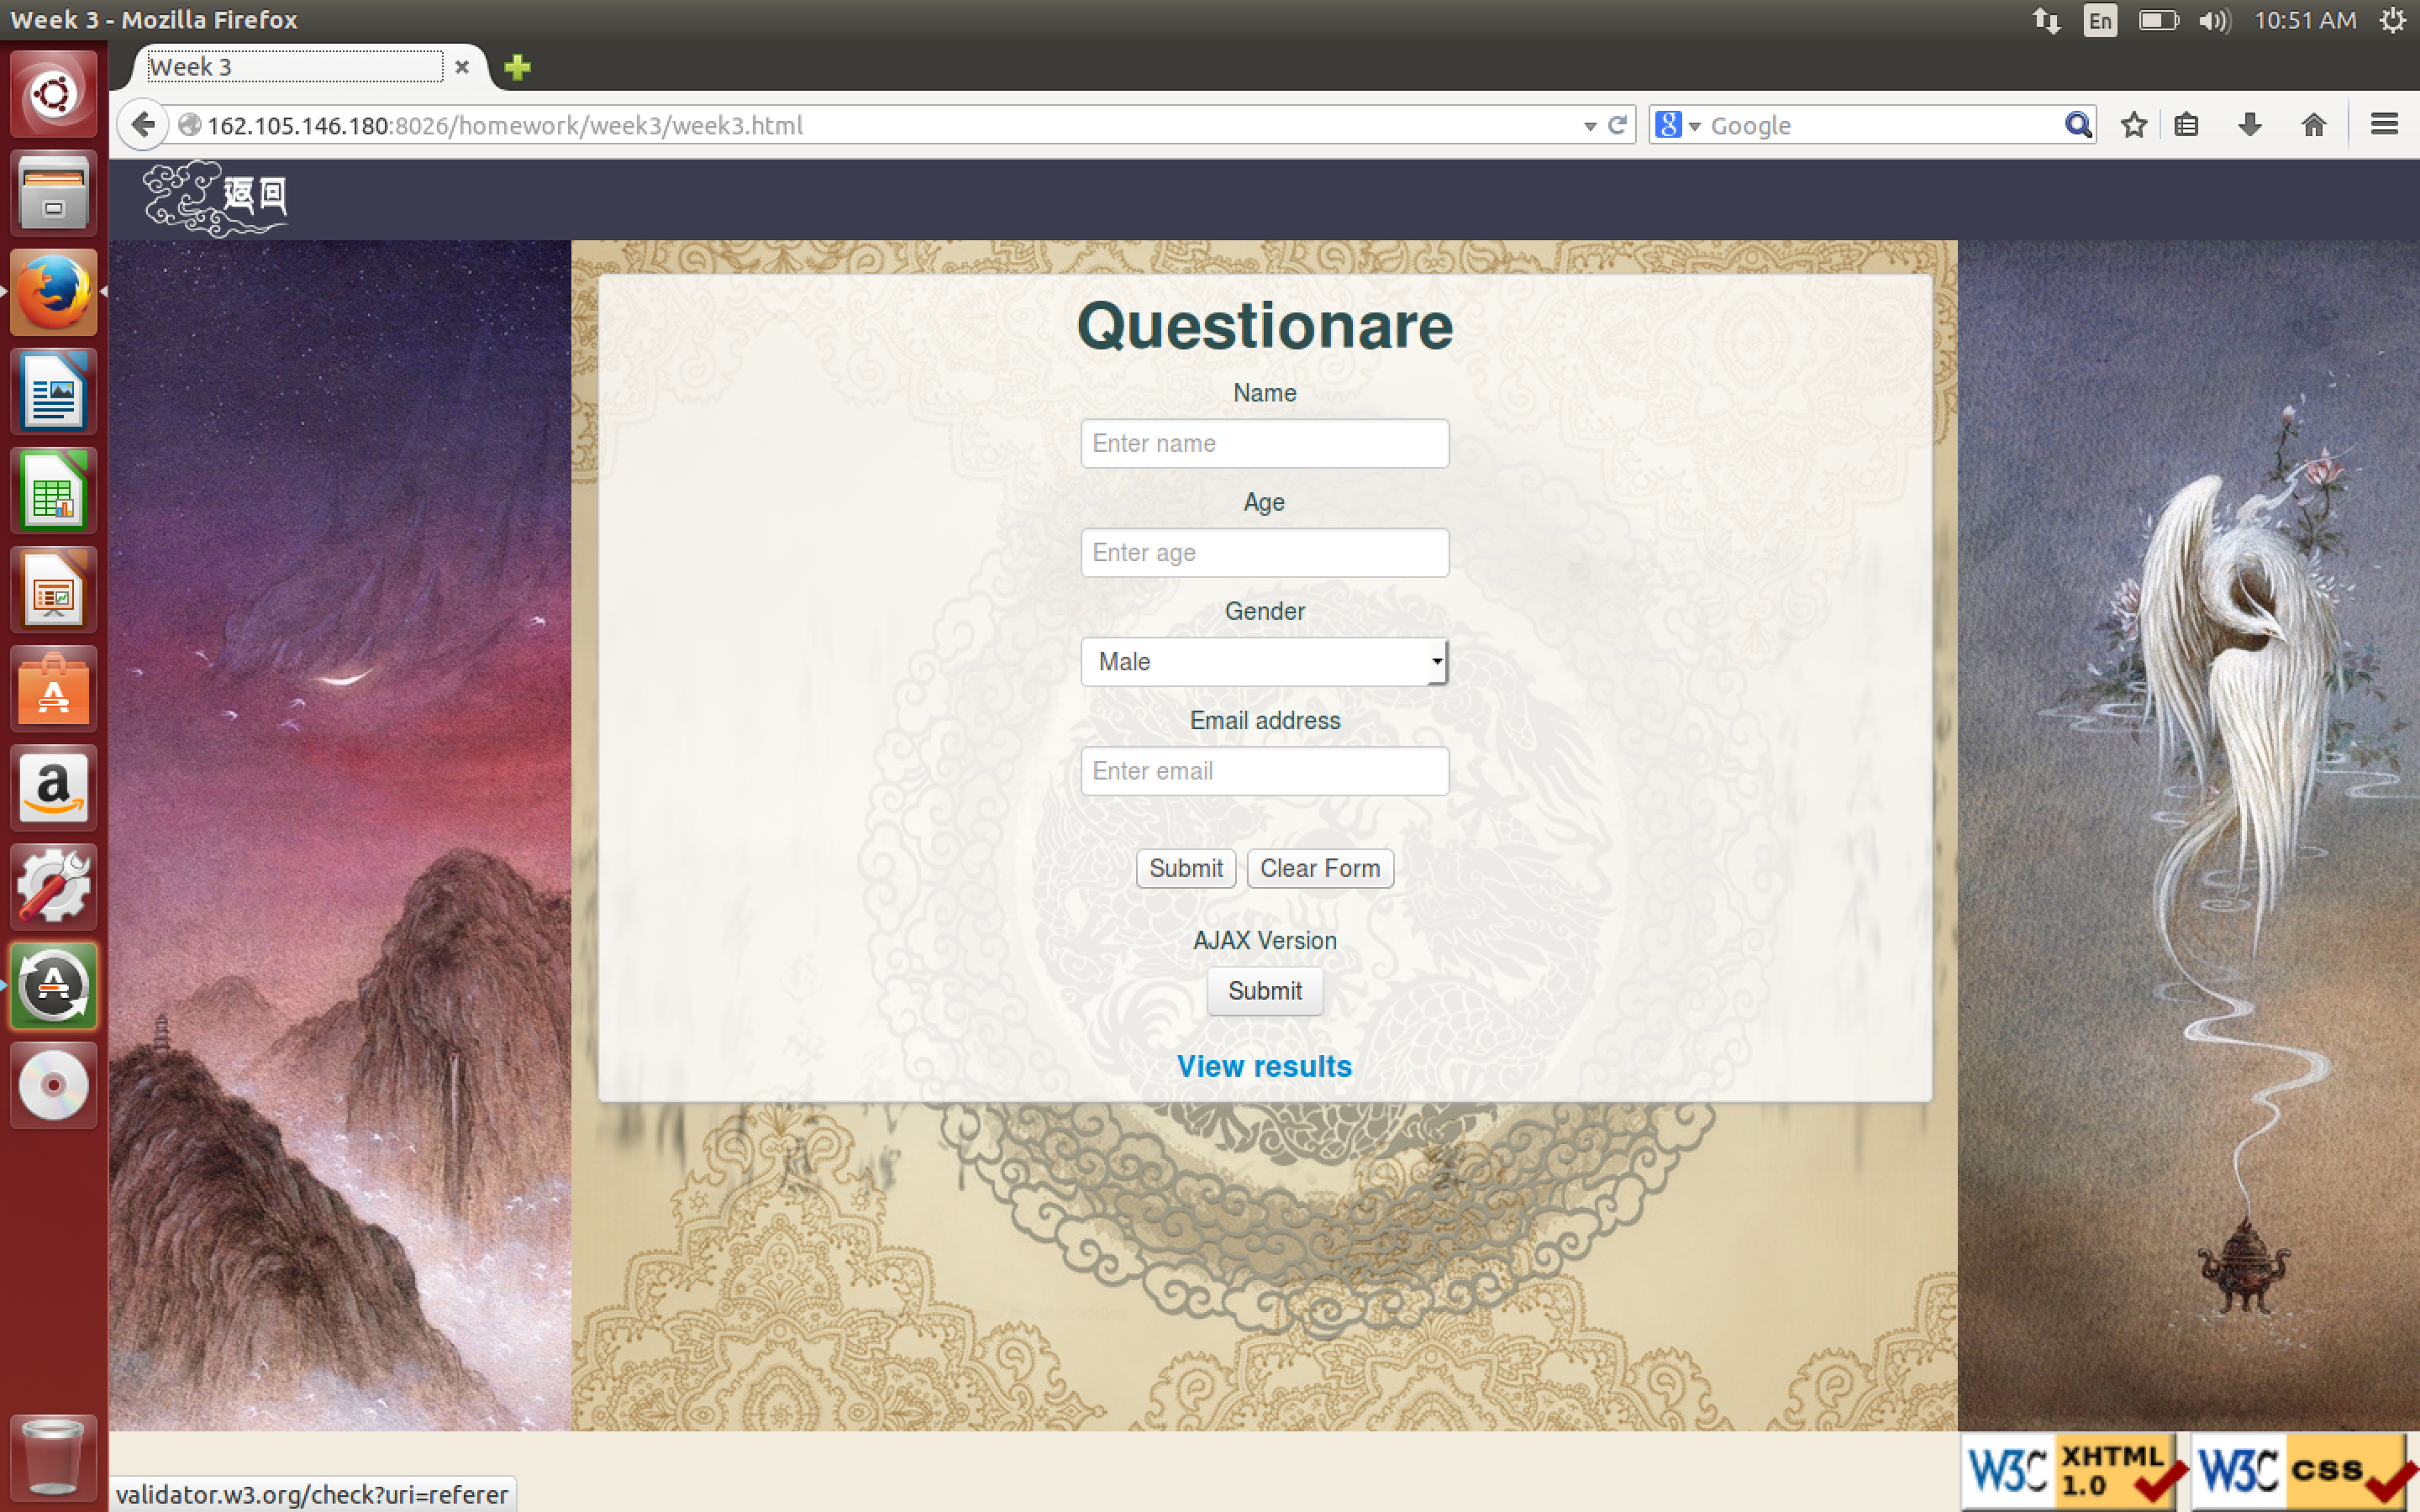 Week 3 - Mozilla Firefox
En
10:51 AM
Week 3
162.105.146.180:8026/homework/week3/week3.html
Google
返回
Questionare
Name
Enter name
Age
Enter age
Gender
Male
Email address
Enter email
Submit
Clear Form
AJAX Version
Submit
View results
W3C XHTML 1.0
W3C css
validator.w3.org/check?uri=referer